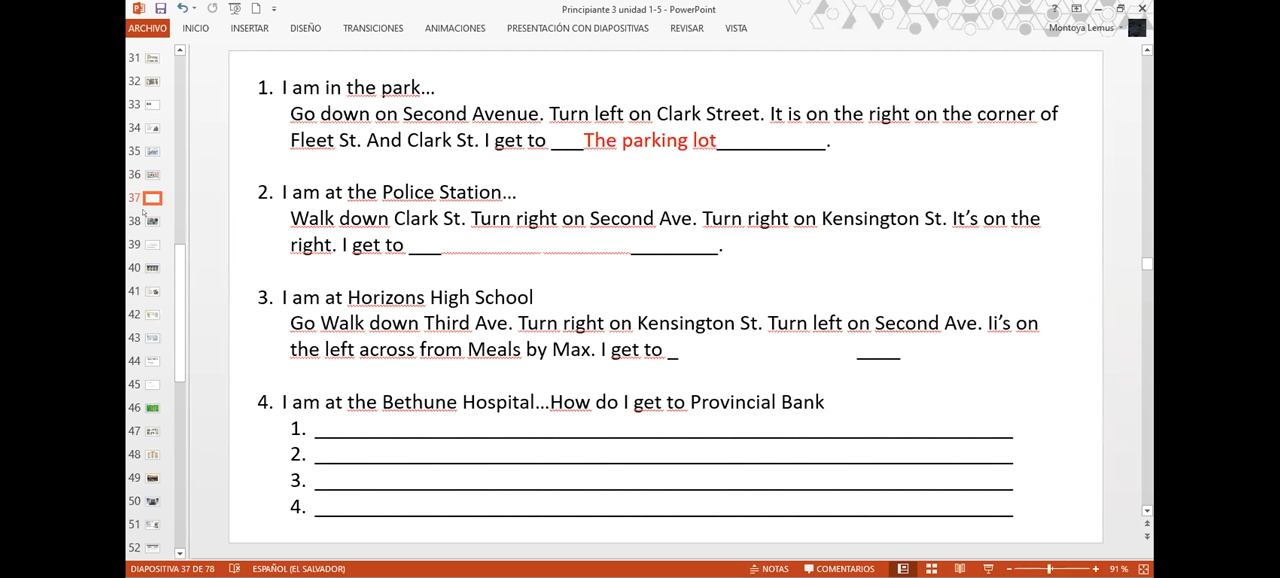 Principiante 3 unidad 1-5 - PowerPoint
ARCHIVO INICIO INSERTAR DISEÑO TRANSICIONES ANIMACIONES PRESENTACIÓN CON DIAPOSITIVAS REVISAR VISTA Montoya Lemus
31
32
33
34
35
36
37
38
39
40
41
42
43
44
45
46
47
48
49
50
51
52
1. I am in the park...
Go down on Second Avenue. Turn left on Clark Street. It is on the right on the corner of
Fleet St. And Clark St. I get to ___The parking lot__________.
2. I am at the Police Station...
Walk down Clark St. Turn right on Second Ave. Turn right on Kensington St. It’s on the
right. I get to ___ ________.
3. I am at Horizons High School
Go Walk down Third Ave. Turn right on Kensington St. Turn left on Second Ave. Ii’s on
the left across from Meals by Max. I get to _ ____
4. I am at the Bethune Hospital...How do I get to Provincial Bank
1. ______________________________
2. ______________________________
3. ______________________________
4. ______________________________
DIAPOSITIVA 37 DE 78 ESPAÑOL (EL SALVADOR) NOTAS COMENTARIOS 91 %